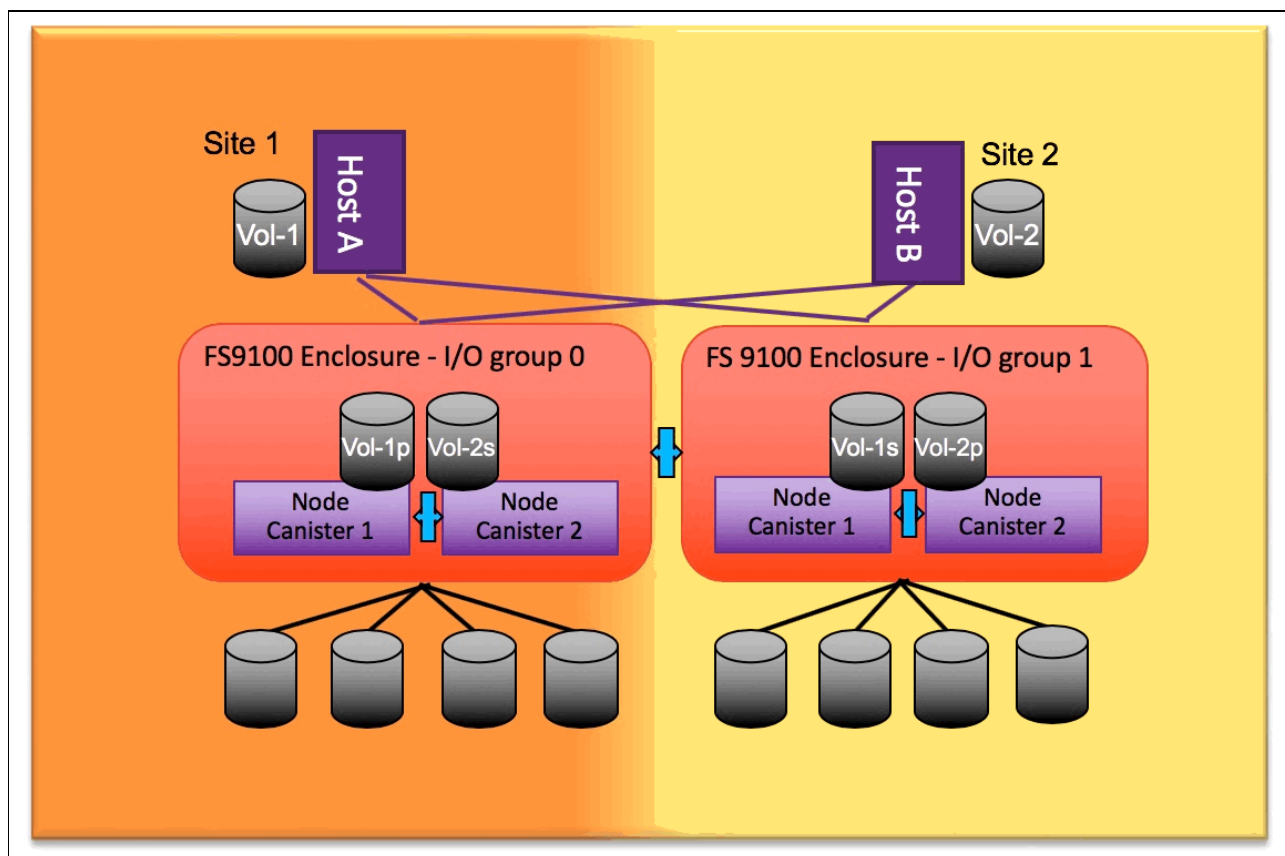 Site 1
Host A
Vol-1
Host B
Site 2
Vol-2
FS9100 Enclosure - I/O group 0
Vol-1p
Vol-2s
Node
Canister 1
Node
Canister 2
FS 9100 Enclosure - I/O group 1
Vol-1s
Vol-2p
Node
Canister 1
Node
Canister 2